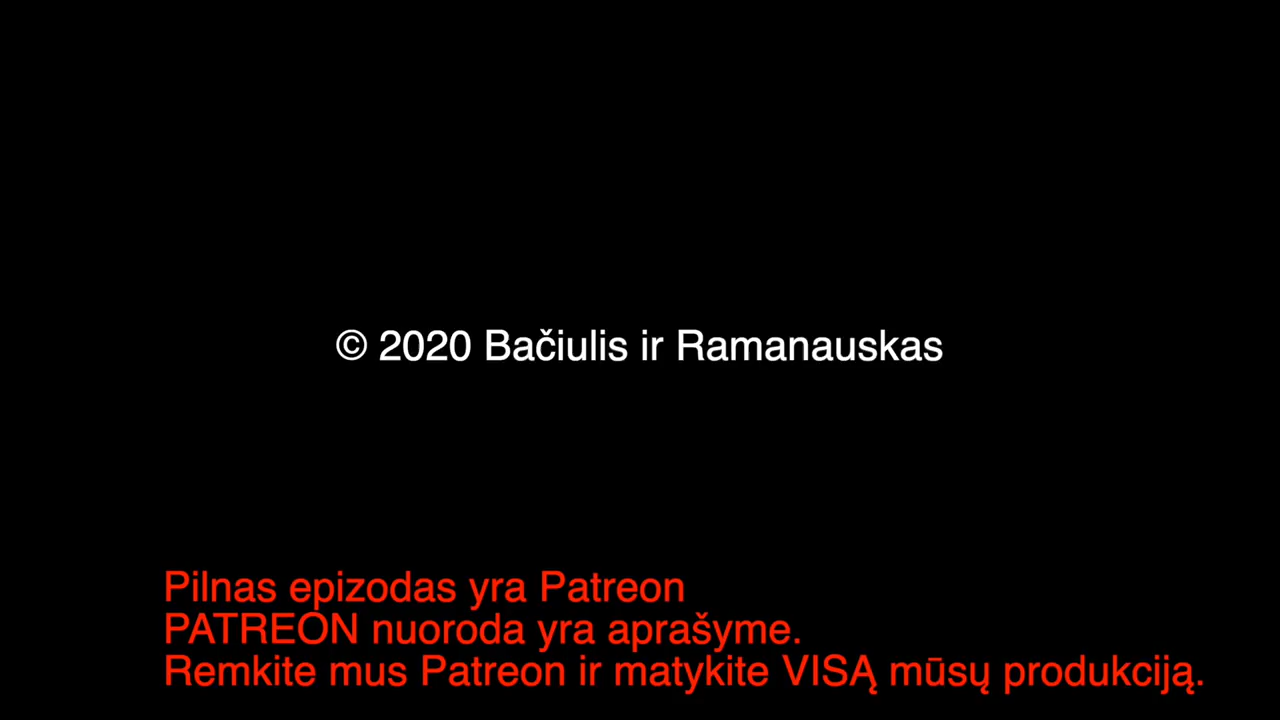 © 2020 Bačiulis ir Ramanauskas
Pilnas epizodas yra Patreon
PATREON nuoroda yra aprašyme.
Remkite mus Patreon ir matykite VISĄ mūsų produkciją.